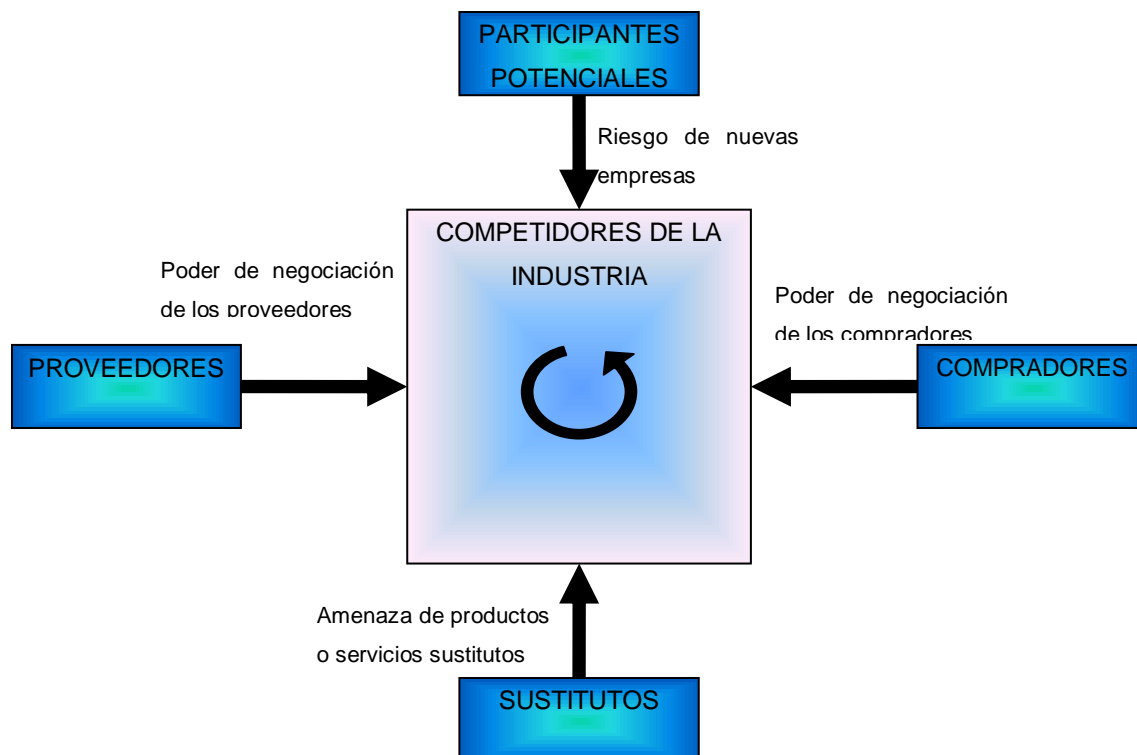 PARTICIPANTES
POTENCIALES
Riesgo de nuevas
empresas
COMPETIDORES DE LA
INDUSTRIA
Poder de negociación
de los proveedores
Poder de negociación
de los compradores
PROVEEDORES
COMPRADORES
Amenaza de productos
o servicios sustitutos
SUSTITUTOS